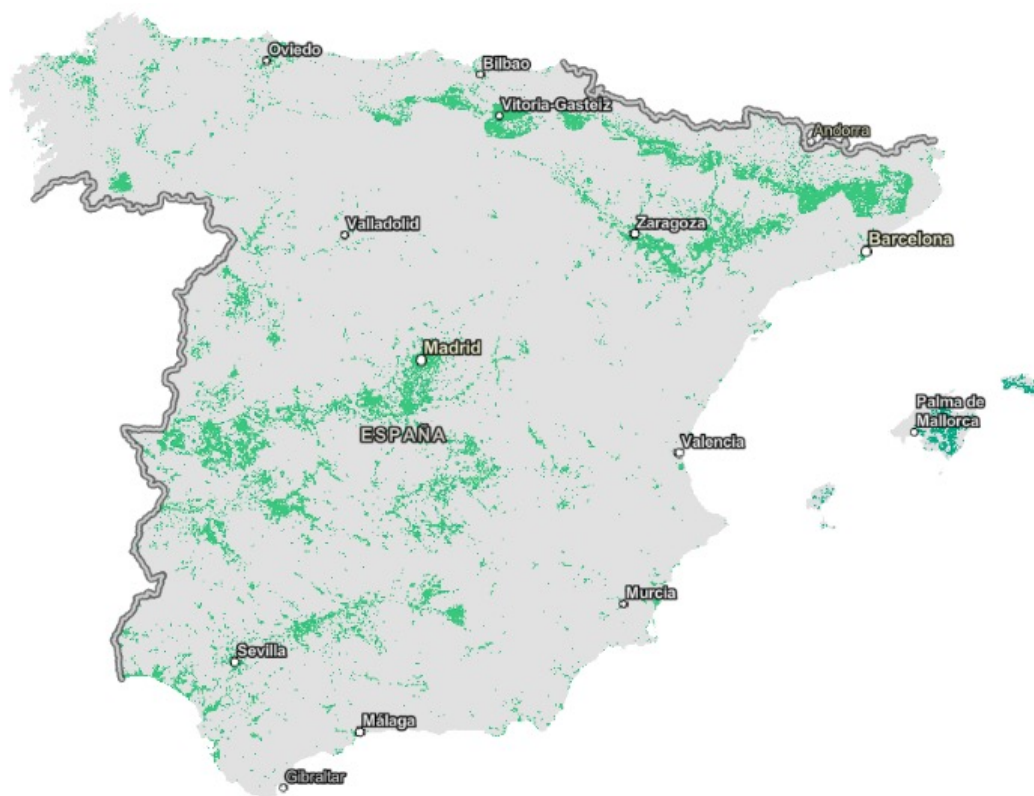 Oviedo
Bilbao
Vitoria-Gasteiz
Andorra
Valladolid
Zaragoza
Barcelona
Madrid
ESPAÑA
Palma de
Mallorca
Valencia
Murcia
Sevilla
Málaga
Gibraltar